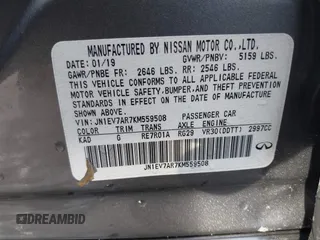 MANUFACTURED BY NISSAN MOTOR CO.,LTD.
DATE: 01/19 GVWR/PNBV: 5159 LBS.
GAWR/PNBE FR: 2646 LBS. RR: 2546 LBS.
THIS VEHICLE CONFORMS TO ALL APPLICABLE U.S. FEDERAL MOTOR
VEHICLE SAFETY,BUMPER, AND THEFT PREVENTION
STANDARDS IN EFFECT ON THE DATE OF MANUFACTURE
SHOWN ABOVE.
VIN:JN1EV7AR7KM559508 PASSENGER CAR
COLOR TRIM TRANS AXLE ENGINE
KAD G RE7R01A RG29 VR30(DDTT) 2997CC
JN1EV7AR7KM559508
INFINITI
© IAA/BIDFAX